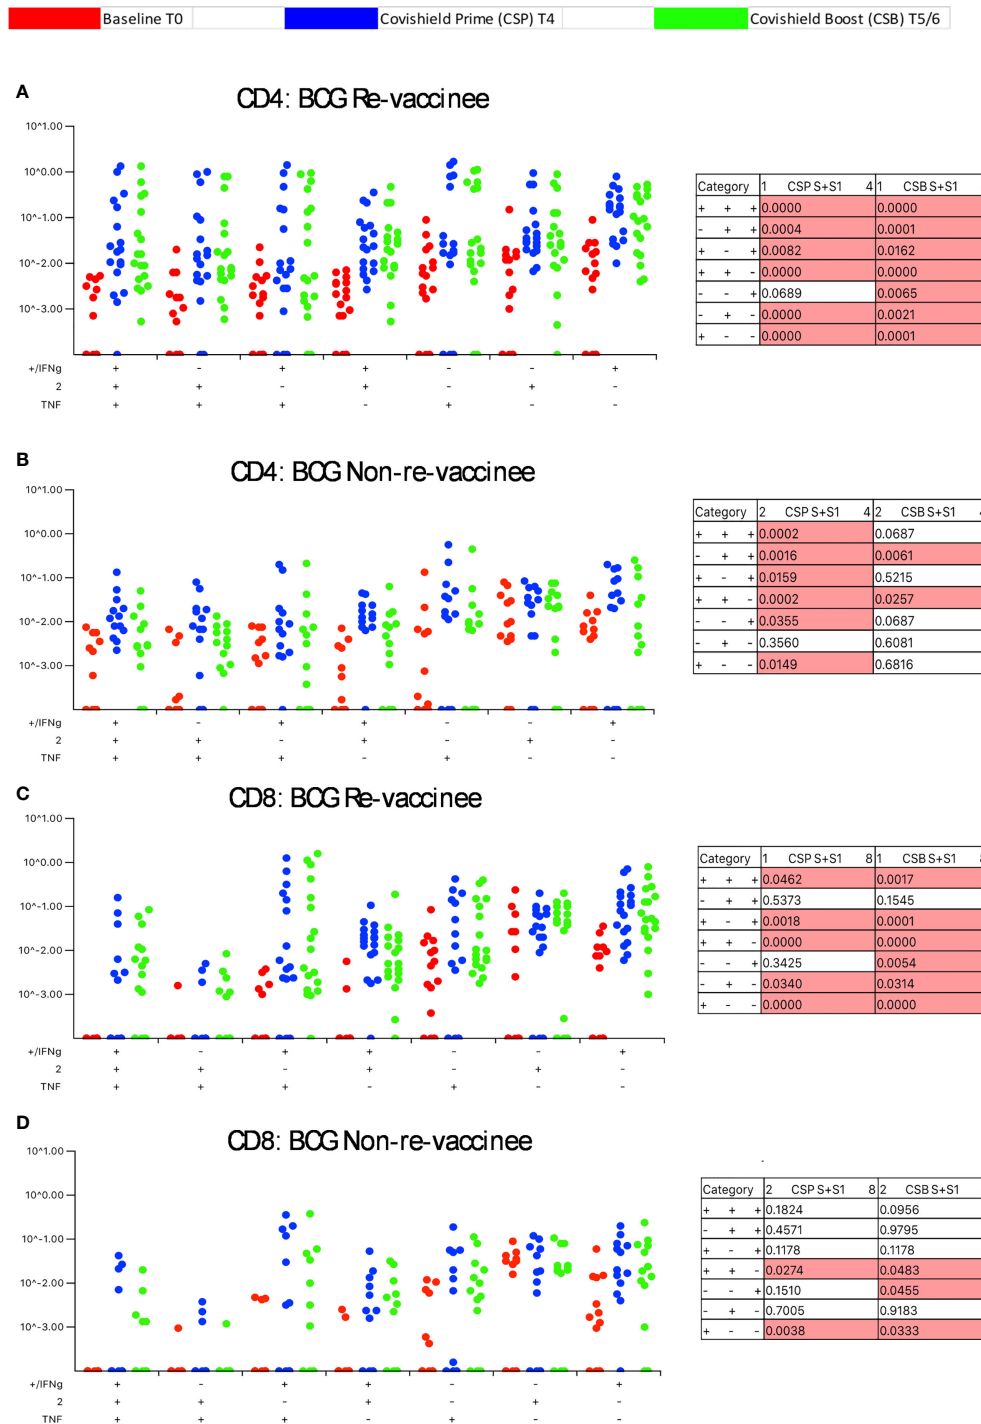 Baseline T0 Covishield Prime (CSP) T4 Covishield Boost (CSB) T5/6
A
CD4: BCG Re-vaccinee
10^1.00
10^0.00
10^-1.00
10^-2.00
10^-3.00
+/IFNg + - + + - - +
2 + + - + - + -
TNF + + + - + - -
Category 1 CSP S+S1 4 1 CSB S+S1
+ + + 0.0000 0.0000
- + + 0.0004 0.0001
+ - + 0.0082 0.0162
+ + - 0.0000 0.0000
- - + 0.0689 0.0065
- + - 0.0000 0.0021
+ - - 0.0000 0.0001
B
CD4: BCG Non-re-vaccinee
10^1.00
10^0.00
10^-1.00
10^-2.00
10^-3.00
+/IFNg + - + + - - +
2 + + - + - + -
TNF + + + - + - -
Category 2 CSP S+S1 4 2 CSB S+S1
+ + + 0.0002 0.0687
- + + 0.0016 0.0061
+ - + 0.0159 0.5215
+ + - 0.0002 0.0257
- - + 0.0355 0.0687
- + - 0.3560 0.6081
+ - - 0.0149 0.6816
C
CD8: BCG Re-vaccinee
10^1.00
10^0.00
10^-1.00
10^-2.00
10^-3.00
+/IFNg + - + + - - +
2 + + - + - + -
TNF + + + - + - -
Category 1 CSP S+S1 8 1 CSB S+S1
+ + + 0.0462 0.0017
- + + 0.5373 0.1545
+ - + 0.0018 0.0001
+ + - 0.0000 0.0000
- - + 0.3425 0.0054
- + - 0.0340 0.0314
+ - - 0.0000 0.0000
D
CD8: BCG Non-re-vaccinee
10^1.00
10^0.00
10^-1.00
10^-2.00
10^-3.00
+/IFNg + - + + - - +
2 + + - + - + -
TNF + + + - + - -
Category 2 CSP S+S1 8 2 CSB S+S1
+ + + 0.1824 0.0956
- + + 0.4571 0.9795
+ - + 0.1178 0.1178
+ + - 0.0274 0.0483
- - + 0.1510 0.0455
- + - 0.7005 0.9183
+ - - 0.0038 0.0333